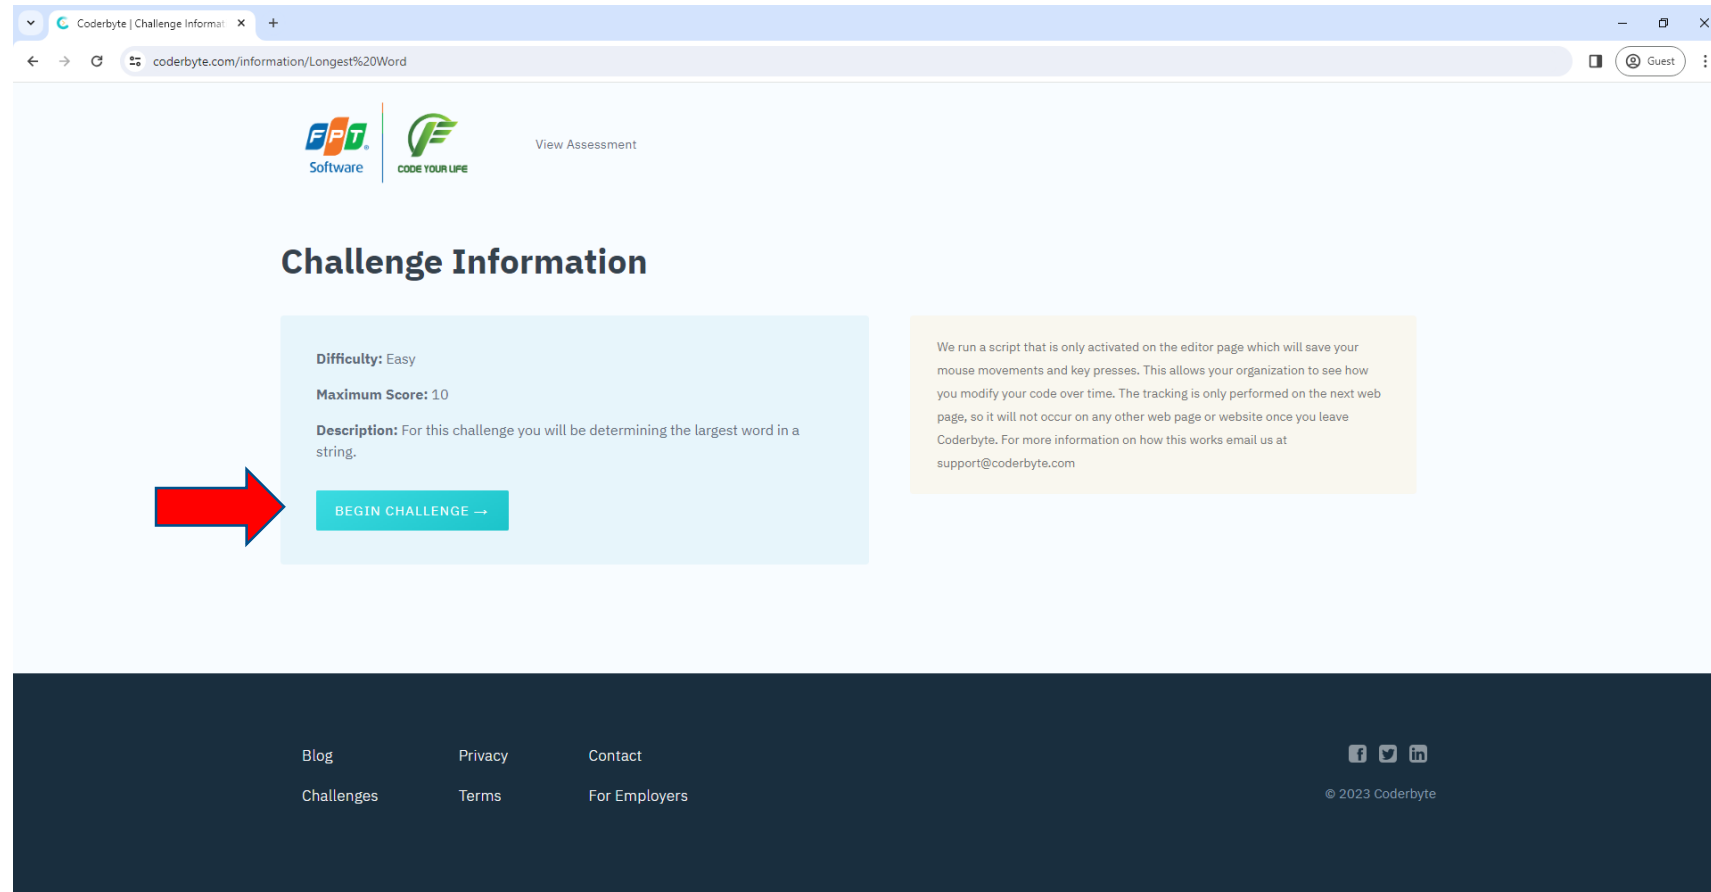 Coderbyte | Challenge Informat
coderbyte.com/information/Longest%20Word
Guest
FPT
Software
CODE YOUR LIFE
View Assessment
Challenge Information
Difficulty: Easy
Maximum Score: 10
Description: For this challenge you will be determining the largest word in a
string.
BEGIN CHALLENGE →
We run a script that is only activated on the editor page which will save your
mouse movements and key presses. This allows your organization to see how
you modify your code over time. The tracking is only performed on the next web
page, so it will not occur on any other web page or website once you leave
Coderbyte. For more information on how this works email us at
support@coderbyte.com
Blog
Privacy
Contact
Challenges
Terms
For Employers
© 2023 Coderbyte